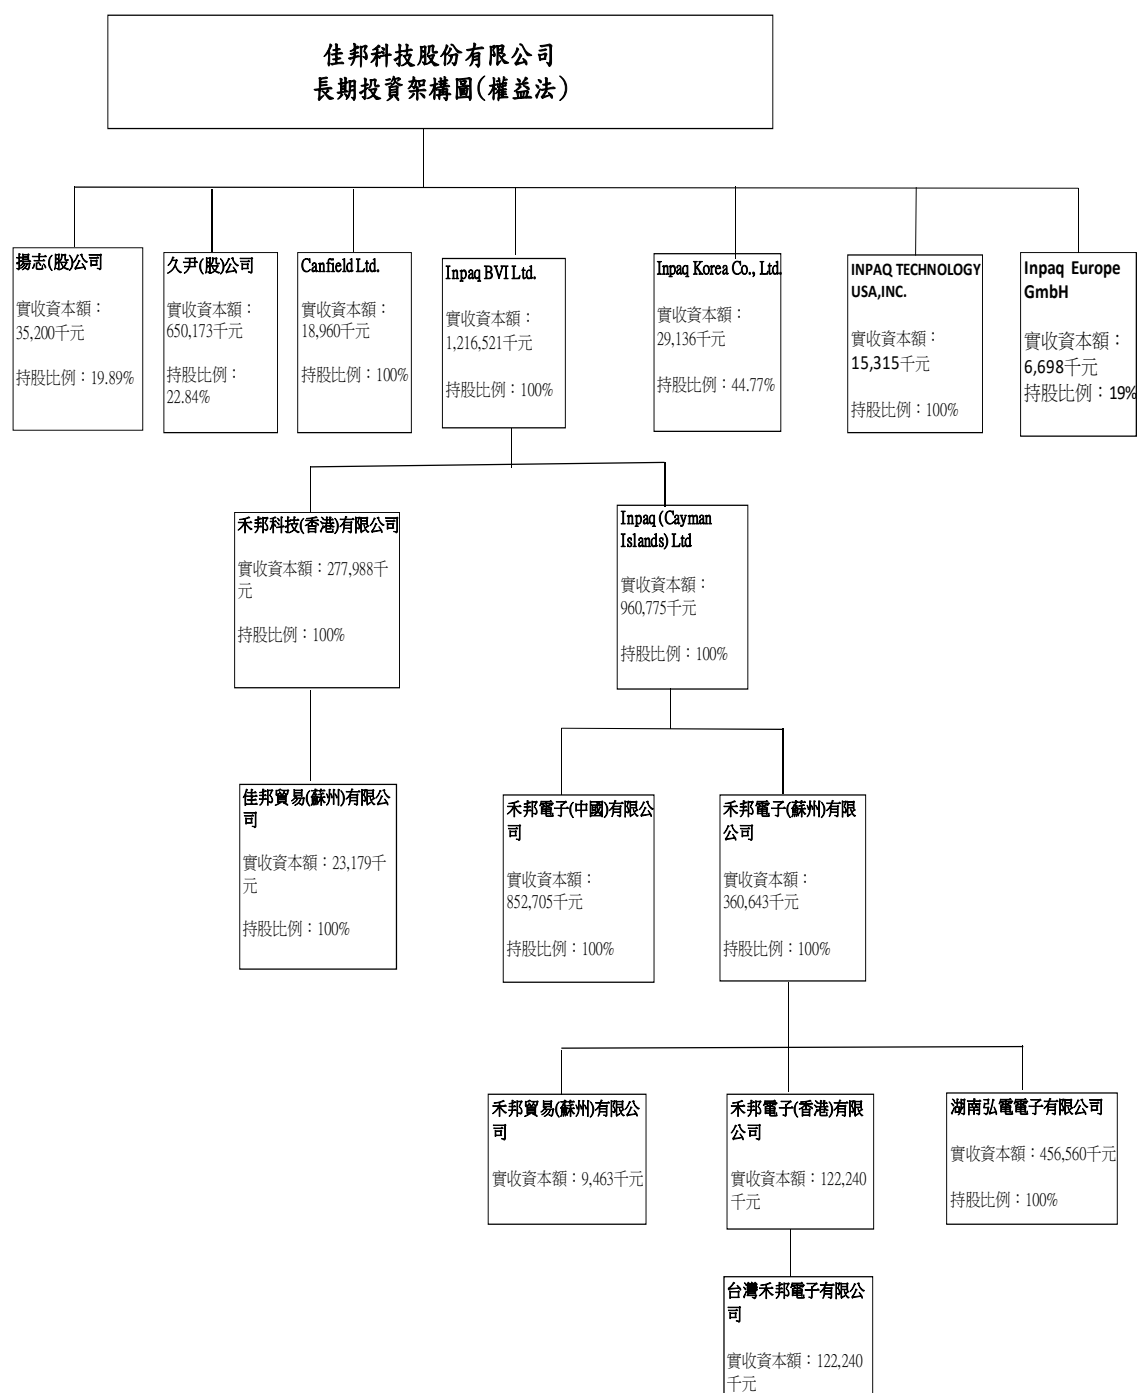 佳邦科技股份有限公司
長期投資架構圖(權益法)
揚志(股)公司
實收資本額：
35,200千元
持股比例：19.89%
久尹(股)公司
實收資本額：
650,173千元
持股比例：
22.84%
Canfield Ltd.
實收資本額：
18,960千元
持股比例：100%
Inpaq BVI Ltd.
實收資本額：
1,216,521千元
持股比例：100%
Inpaq Korea Co., Ltd.
實收資本額：
29,136千元
持股比例：44.77%
INPAQ TECHNOLOGY
USA,INC.
實收資本額：
15,315千元
持股比例：100%
Inpaq Europe
GmbH
實收資本額：
6,698千元
持股比例：19%
禾邦科技(香港)有限公司
實收資本額：277,988千
元
持股比例：100%
Inpaq (Cayman
Islands) Ltd
實收資本額：
960,775千元
持股比例：100%
佳邦貿易(蘇州)有限公
司
實收資本額：23,179千
元
持股比例：100%
禾邦電子(中國)有限公
司
實收資本額：
852,705千元
持股比例：100%
禾邦電子(蘇州)有限
公司
實收資本額：
360,643千元
持股比例：100%
禾邦貿易(蘇州)有限公
司
實收資本額：9,463千元
禾邦電子(香港)有限
公司
實收資本額：122,240
千元
湖南弘電電子有限公司
實收資本額：456,560千元
持股比例：100%
台灣禾邦電子有限公
司
實收資本額：122,240
千元